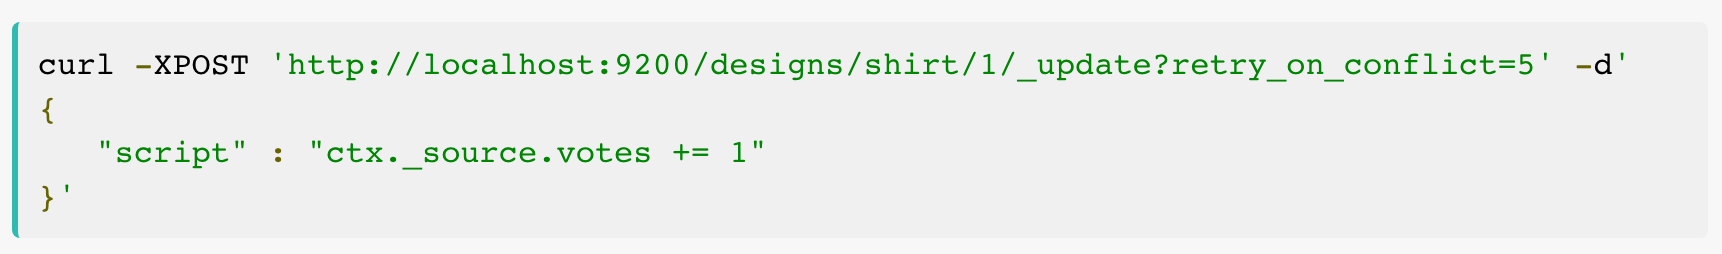 curl -XPOST 'http://localhost:9200/designs/shirt/1/_update?retry_on_conflict=5' -d'
{
   "script" : "ctx._source.votes += 1"
}'